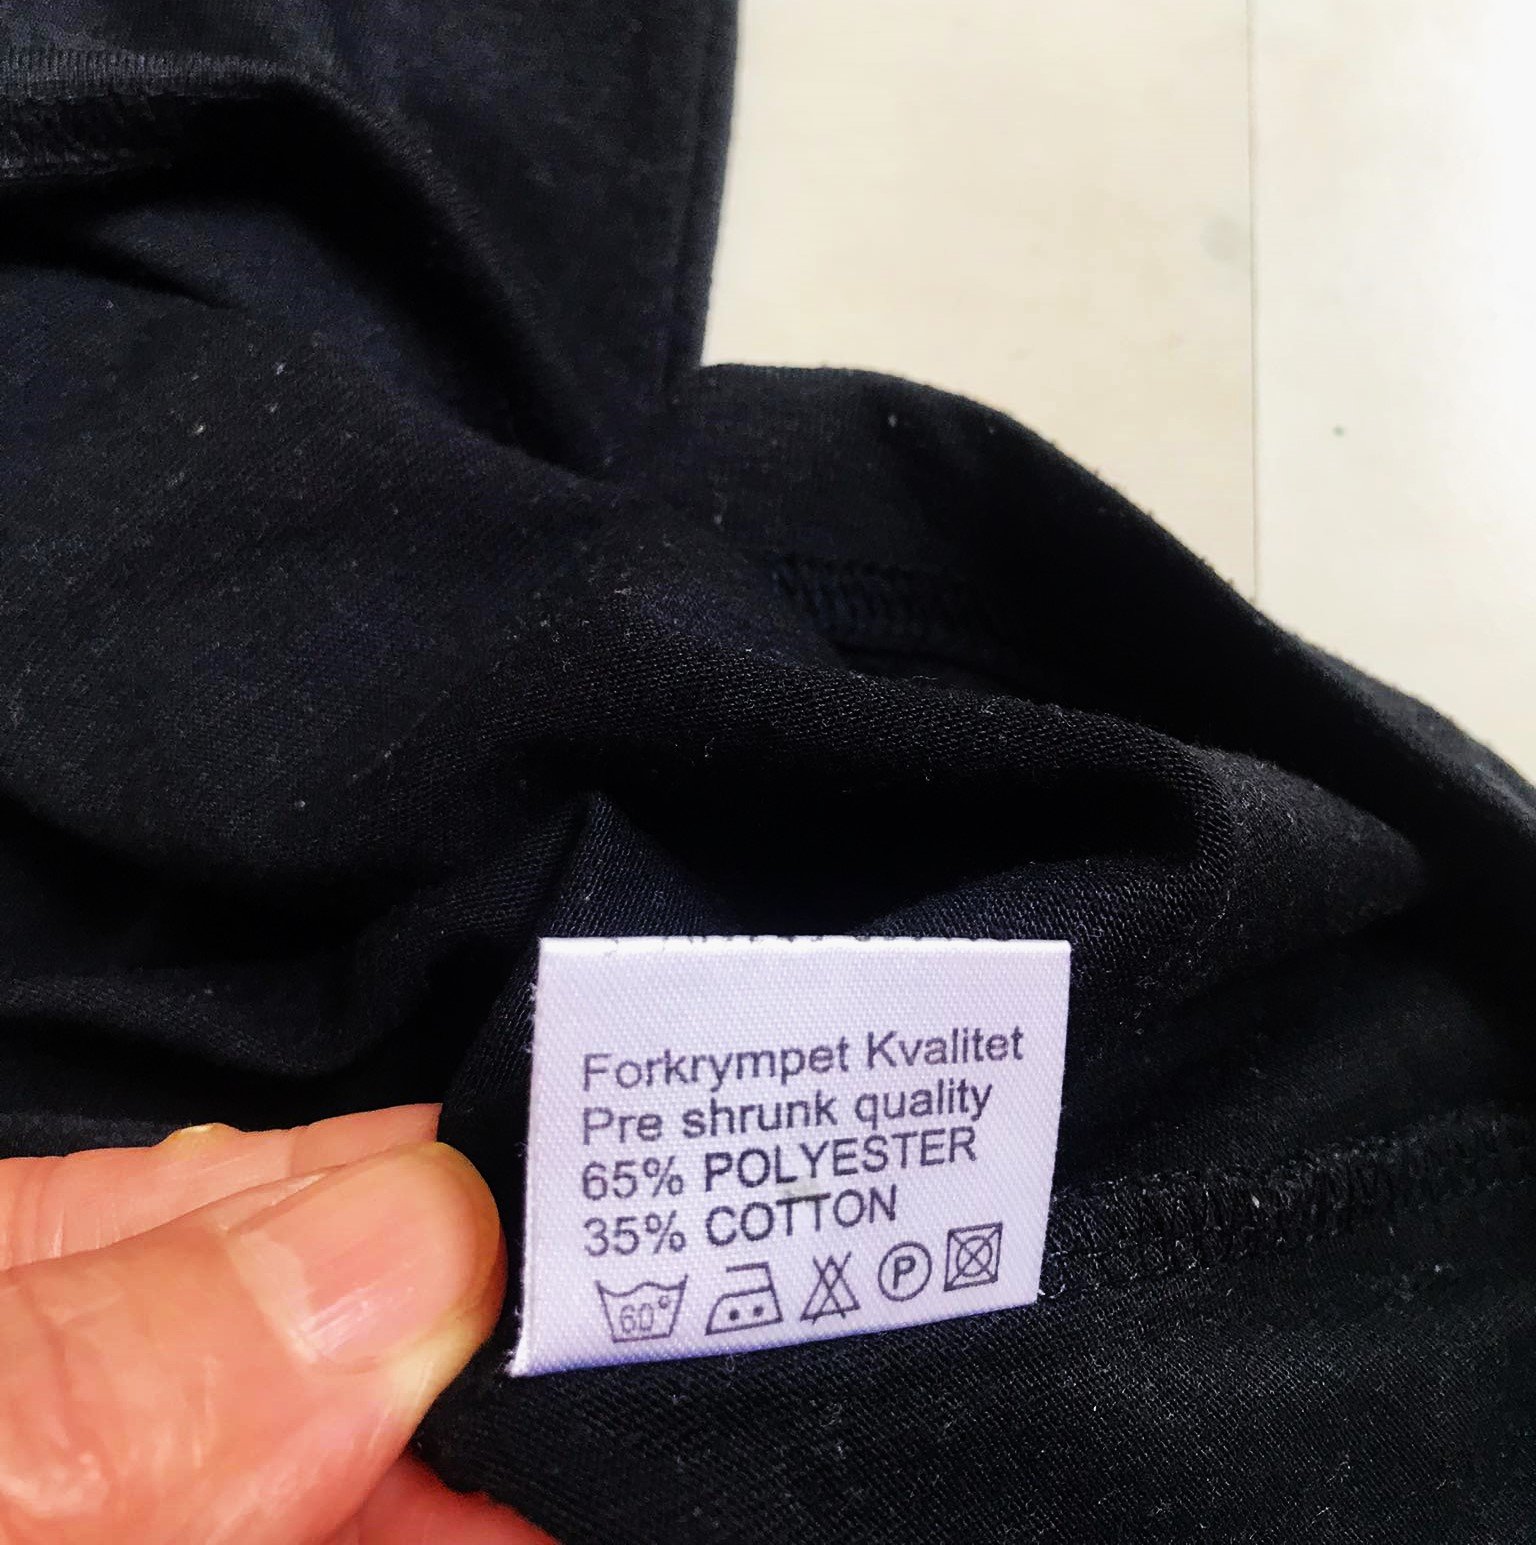 Forkrympet Kvalitet
Pre shrunk quality
65% POLYESTER
35% COTTON
60° P